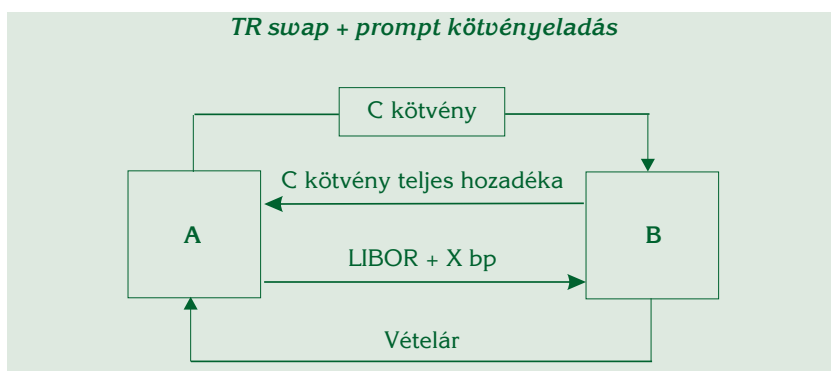 TR swap + prompt kötvényeladás
C kötvény
C kötvény teljes hozadéka
A
B
LIBOR + X bp
Vételár